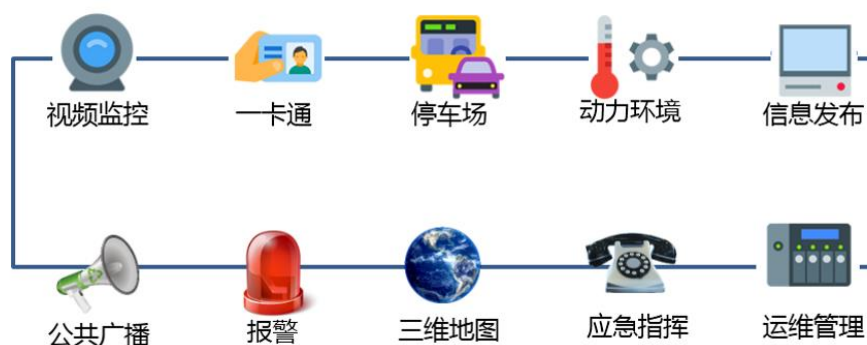 视频监控
一卡通
停车场
动力环境
信息发布
公共广播
报警
三维地图
应急指挥
运维管理